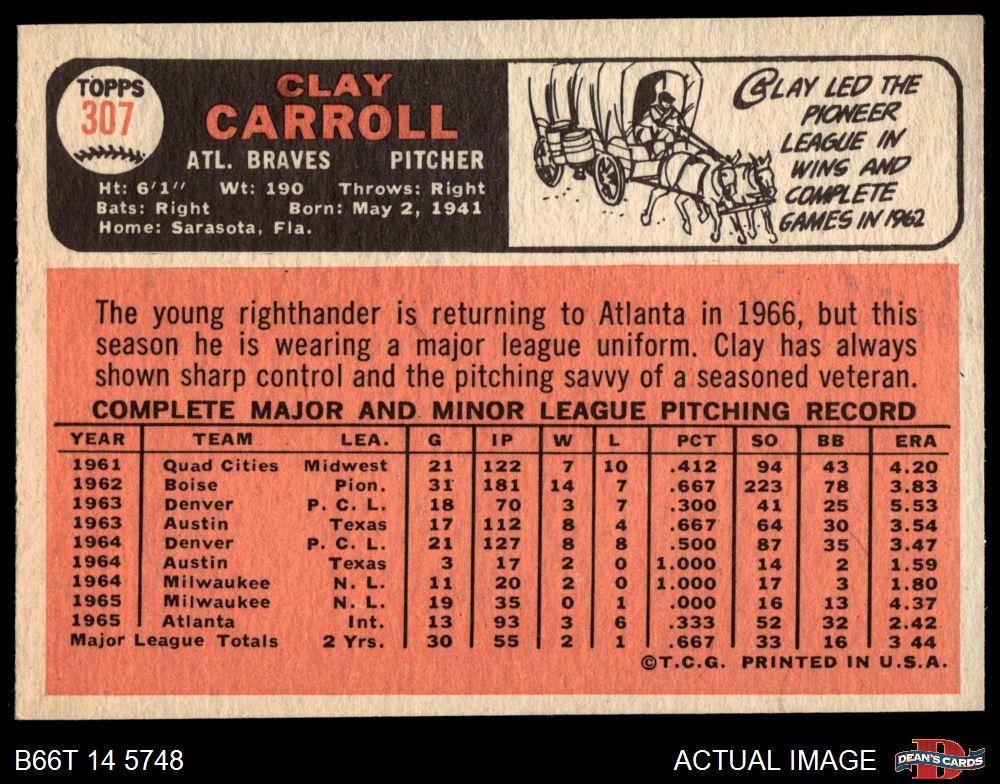 TOPPS
307
CLAY
CARROLL
ATL. BRAVES PITCHER
Ht: 6'1" Wt: 190 Throws: Right
Bats: Right Born: May 2, 1941
Home: Sarasota, Fla.
CLAY LED THE
PIONEER
LEAGUE IN
WINS AND
COMPLETE
GAMES IN 1962
The young righthander is returning to Atlanta in 1966, but this
season he is wearing a major league uniform. Clay has always
shown sharp control and the pitching savvy of a seasoned veteran.
COMPLETE MAJOR AND MINOR LEAGUE PITCHING RECORD
YEAR TEAM LEA. G IP W L PCT SO BB ERA
1961 Quad Cities Midwest 21 122 7 10 .412 94 43 4.20
1962 Boise Pion. 31 181 14 7 .667 223 78 3.83
1963 Denver P. C. L. 18 70 3 7 .300 41 25 5.53
1963 Austin Texas 17 112 8 4 .667 64 30 3.54
1964 Denver P. C. L. 21 127 8 8 .500 87 35 3.47
1964 Austin Texas 3 17 2 0 1.000 14 2 1.59
1964 Milwaukee N. L. 11 20 2 0 1.000 17 3 1.80
1965 Milwaukee N. L. 19 35 0 1 .000 16 13 4.37
1965 Atlanta Int. 13 93 3 6 .333 52 32 2.42
Major League Totals 2 Yrs. 30 55 2 1 .667 33 16 3 44
©T.C.G. PRINTED IN U.S.A.
B66T 14 5748 ACTUAL IMAGE
D
DEAN'S CARDS